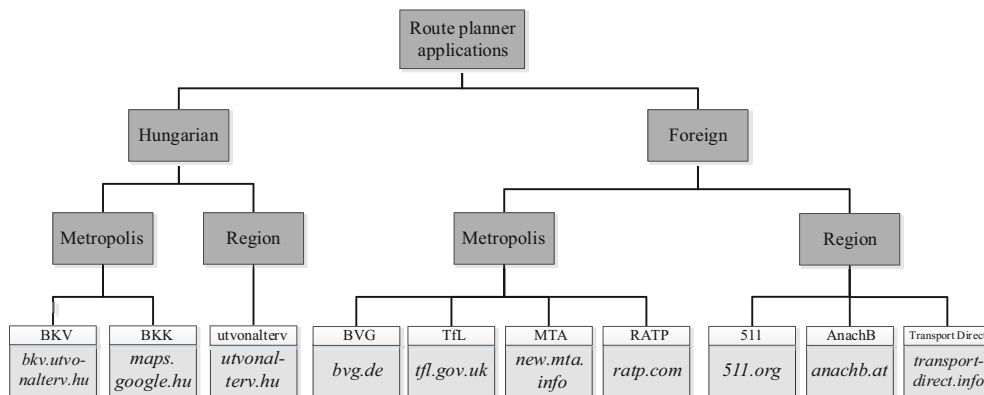 Route planner
applications
Hungarian
Foreign
Metropolis
Region
Metropolis
Region
BKV
bkv.utvo-
nalterv.hu
BKK
maps.
google.hu
utvonalterv
utvonal-
terv.hu
BVG
bvg.de
TfL
tfl.gov.uk
MTA
new.mta.
info
RATP
ratp.com
511
511.org
AnachB
anachb.at
Transport Direct
transport-
direct.info